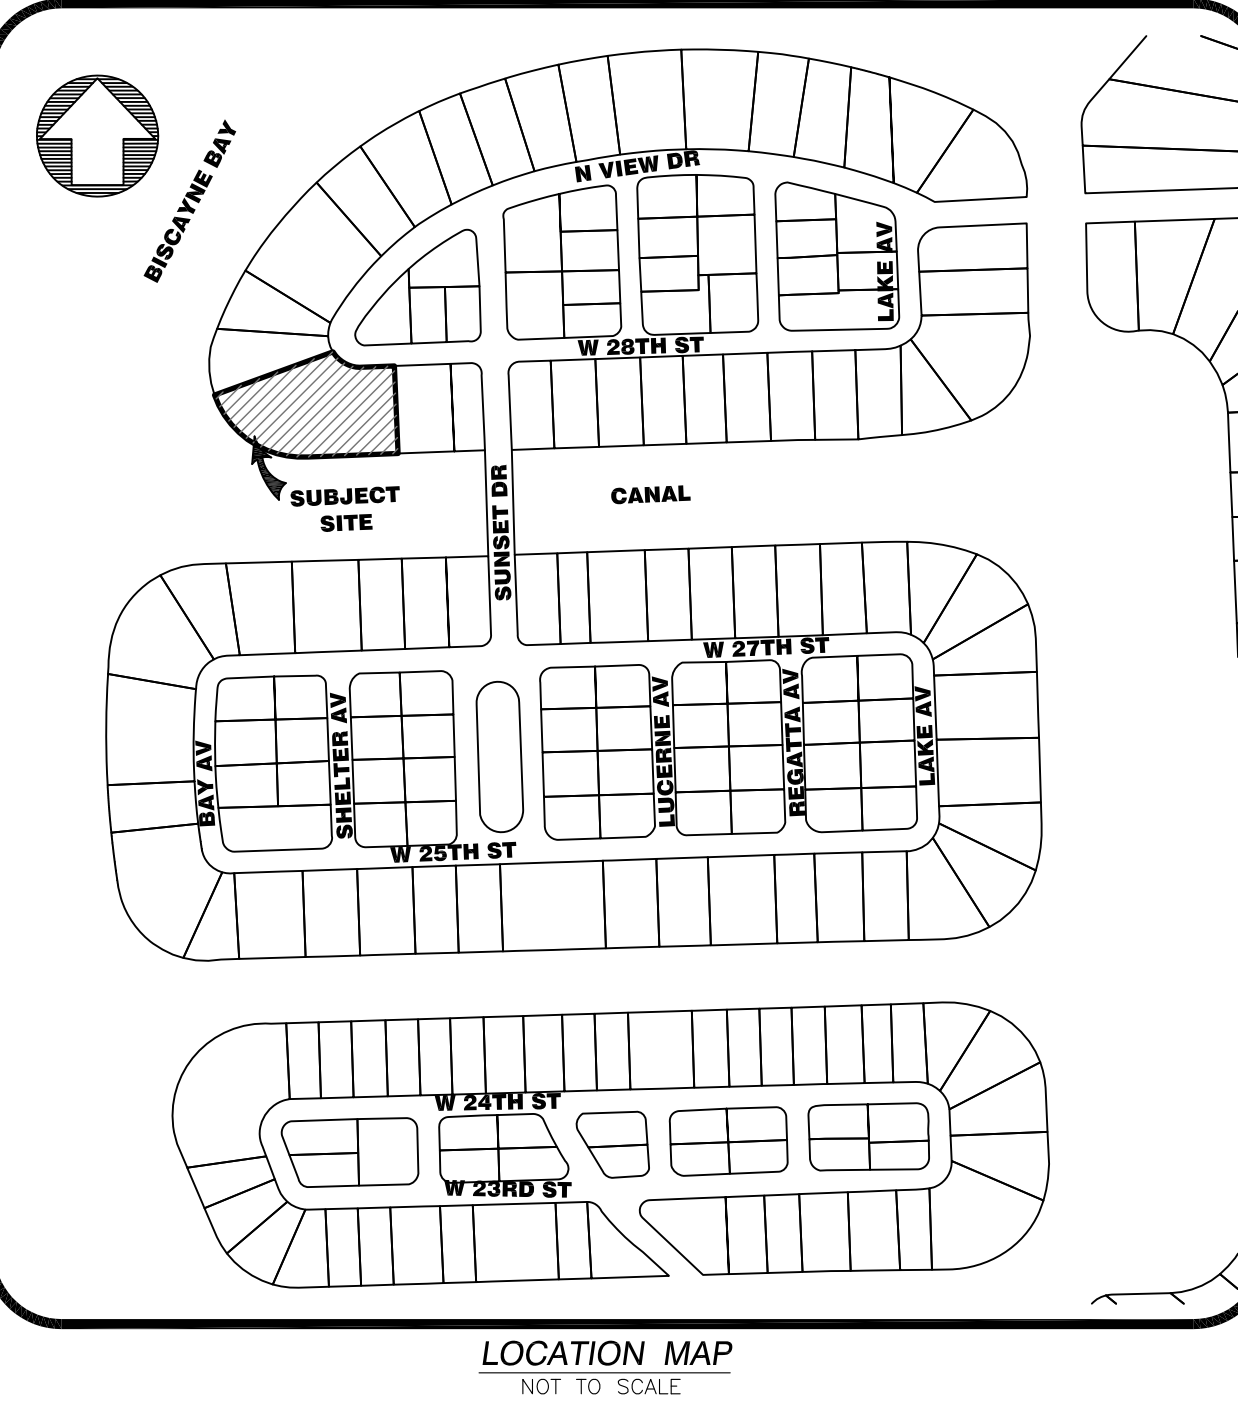 BISCAYNE BAY
N VIEW DR
LAKE AV
W 28TH ST
SUBJECT
SITE
SUNSET DR
CANAL
W 27TH ST
BAY AV
SHELTER AV
LUCERNE AV
REGATTA AV
LAKE AV
W 25TH ST
W 24TH ST
W 23RD ST
LOCATION MAP
NOT TO SCALE